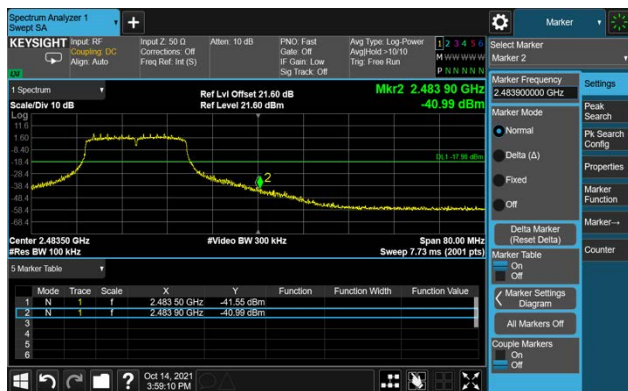 Spectrum Analyzer 1
Swept SA
Marker
KEYSIGHT
Input: RF
Coupling: DC
Align: Auto
Input Z: 50 Ω
Corrections: Off
Freq Ref: Int (S)
Atten: 10 dB
PNO: Fast
Gate: Off
IF Gain: Low
Sig Track: Off
Avg Type: Log-Power
Avg|Hold:>10/10
Trig: Free Run
1 2 3 4 5 6
M W W W W W
P N N N N N
Select Marker
Marker 2
1 Spectrum
Scale/Div 10 dB
Ref Lvl Offset 21.60 dB
Ref Level 21.60 dBm
Mkr2 2.483 90 GHz
-40.99 dBm
Log
11.6
1.60
-8.40
-18.4
-28.4
-38.4
-48.4
-58.4
-68.4
DL1 -17.98 dBm
2
Center 2.48350 GHz
#Res BW 100 kHz
#Video BW 300 kHz
Span 80.00 MHz
Sweep 7.73 ms (2001 pts)
5 Marker Table
Mode Trace Scale X Y Function Function Width Function Value
1 N 1 f 2.483 50 GHz -41.55 dBm
2 N 1 f 2.483 90 GHz -40.99 dBm
3
4
5
6
Marker Frequency
2.483900000 GHz
Marker Mode
Normal
Delta (Δ)
Fixed
Off
Delta Marker
(Reset Delta)
Marker Table
On
Off
Marker Settings
Diagram
All Markers Off
Couple Markers
On
Off
Settings
Peak
Search
Pk Search
Config
Properties
Marker
Function
Marker→
Counter
Oct 14, 2021
3:59:10 PM